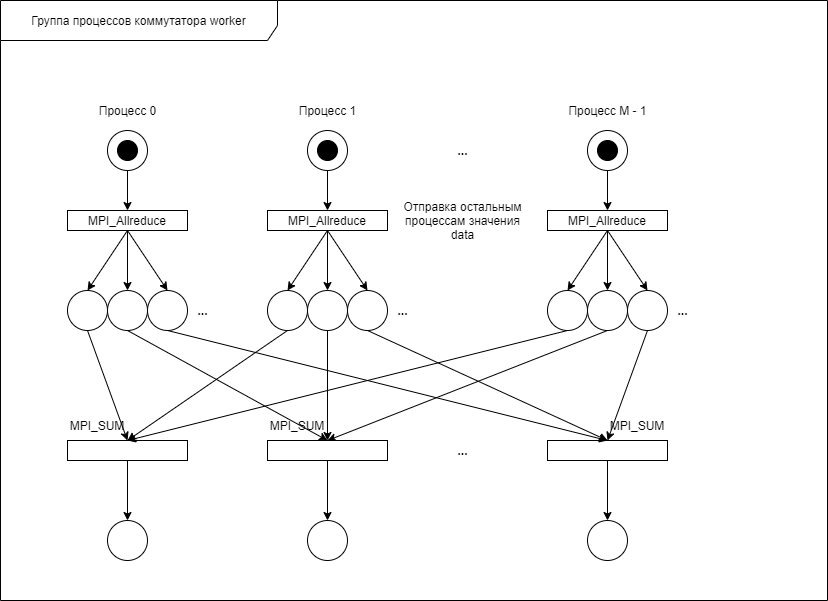 Группа процессов коммутатора worker
Процесс 0
Процесс 1
Процесс M - 1
...
MPI_Allreduce
MPI_Allreduce
Отправка остальным
процессам значения
data
MPI_Allreduce
...
...
...
MPI_SUM
MPI_SUM
MPI_SUM
...